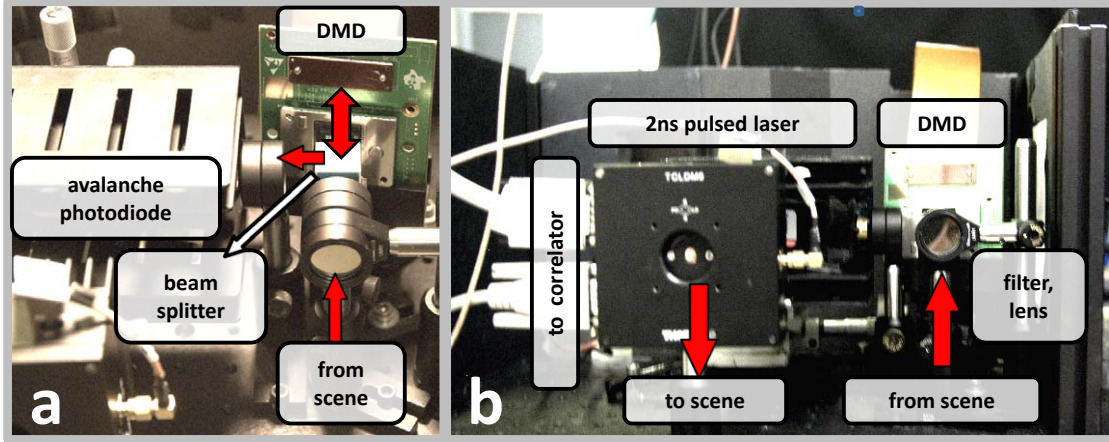 DMD
avalanche
photodiode
beam
splitter
from
scene
a
2ns pulsed laser
DMD
TCLDM9
to correlator
filter,
lens
to scene
from scene
b